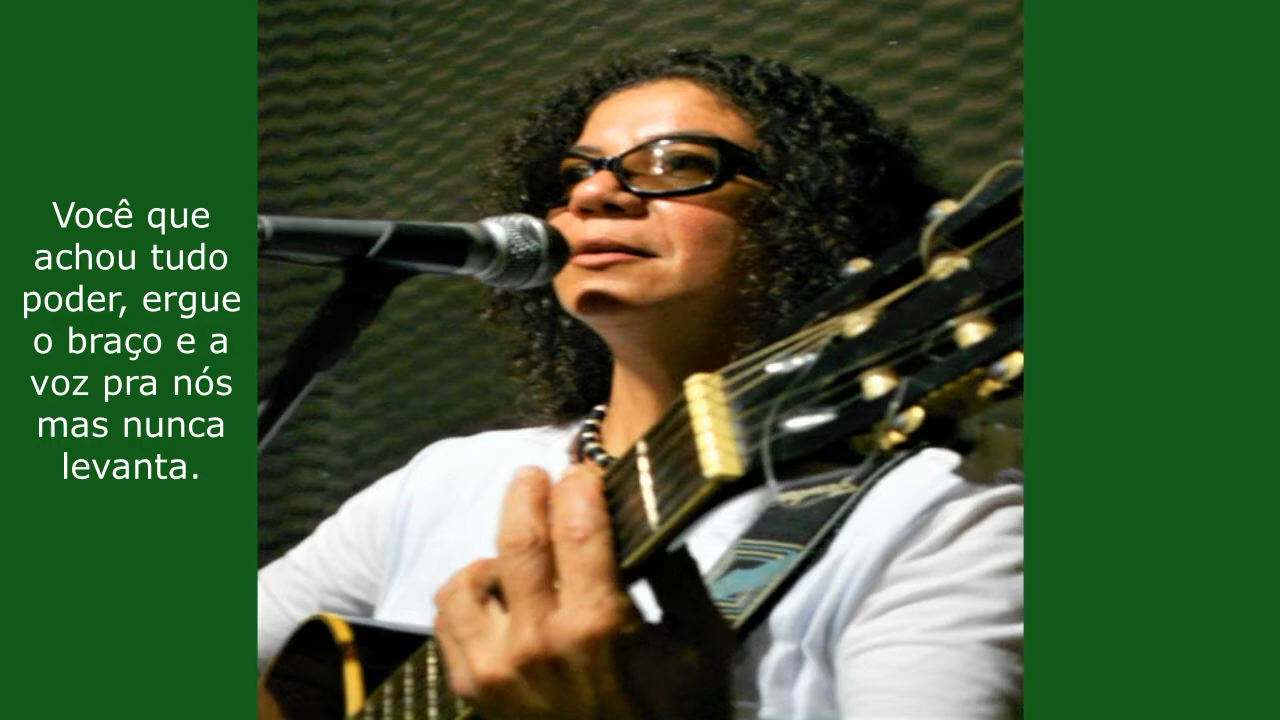 Você que
achou tudo
poder, ergue
o braço e a
voz pra nós
mas nunca
levanta.